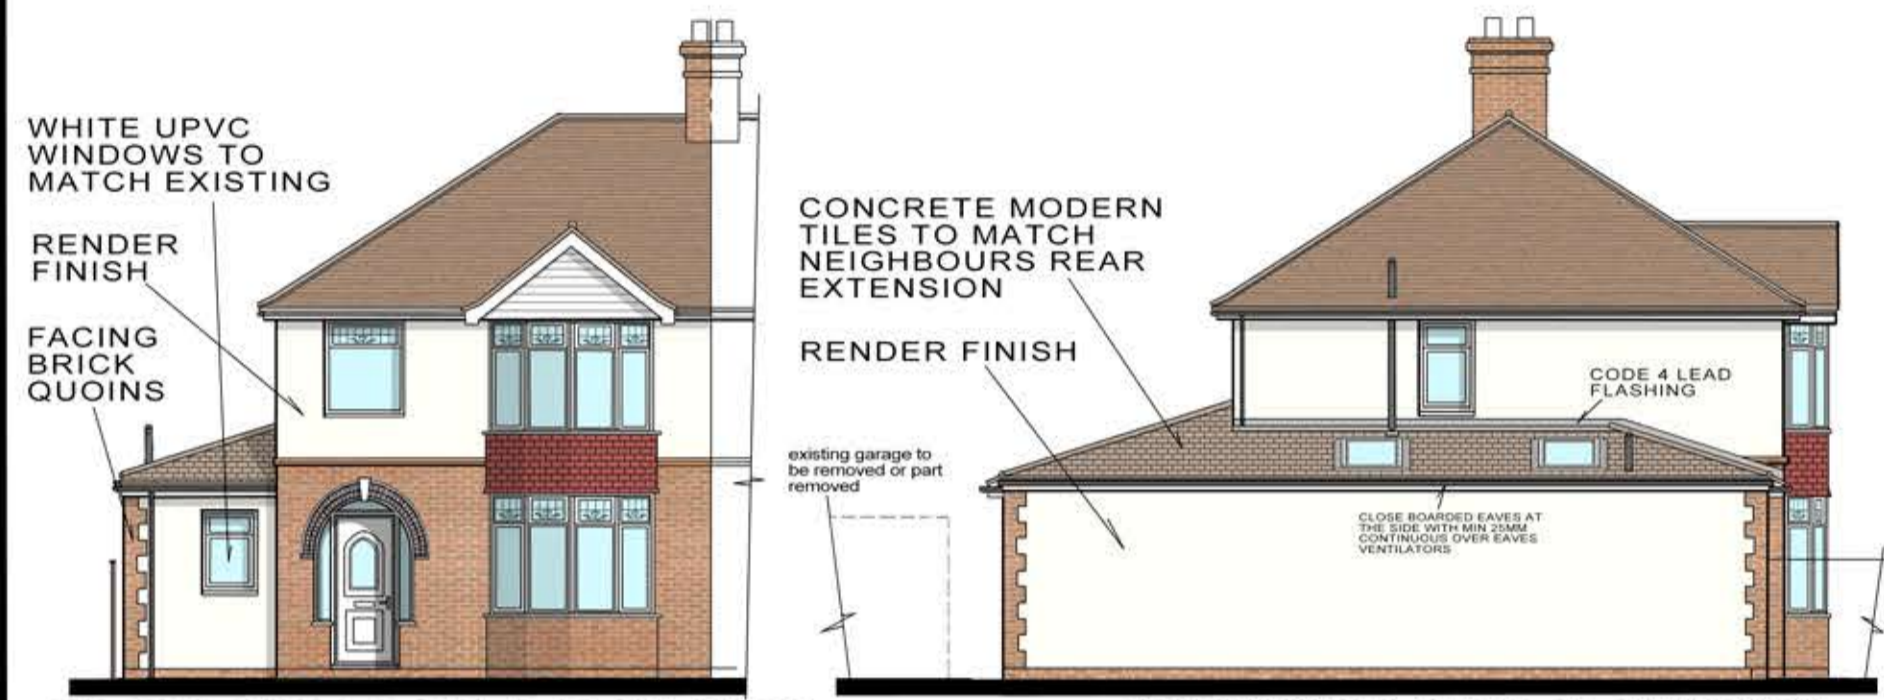 WHITE UPVC
WINDOWS TO
MATCH EXISTING
RENDER
FINISH
FACING
BRICK
QUOINS
CONCRETE MODERN
TILES TO MATCH
NEIGHBOURS REAR
EXTENSION
RENDER FINISH
existing garage to
be removed or part
removed
CODE 4 LEAD
FLASHING
CLOSE BOARDED EAVES AT
THE SIDE WITH MIN 25MM
CONTINUOUS OVER EAVES
VENTILATORS